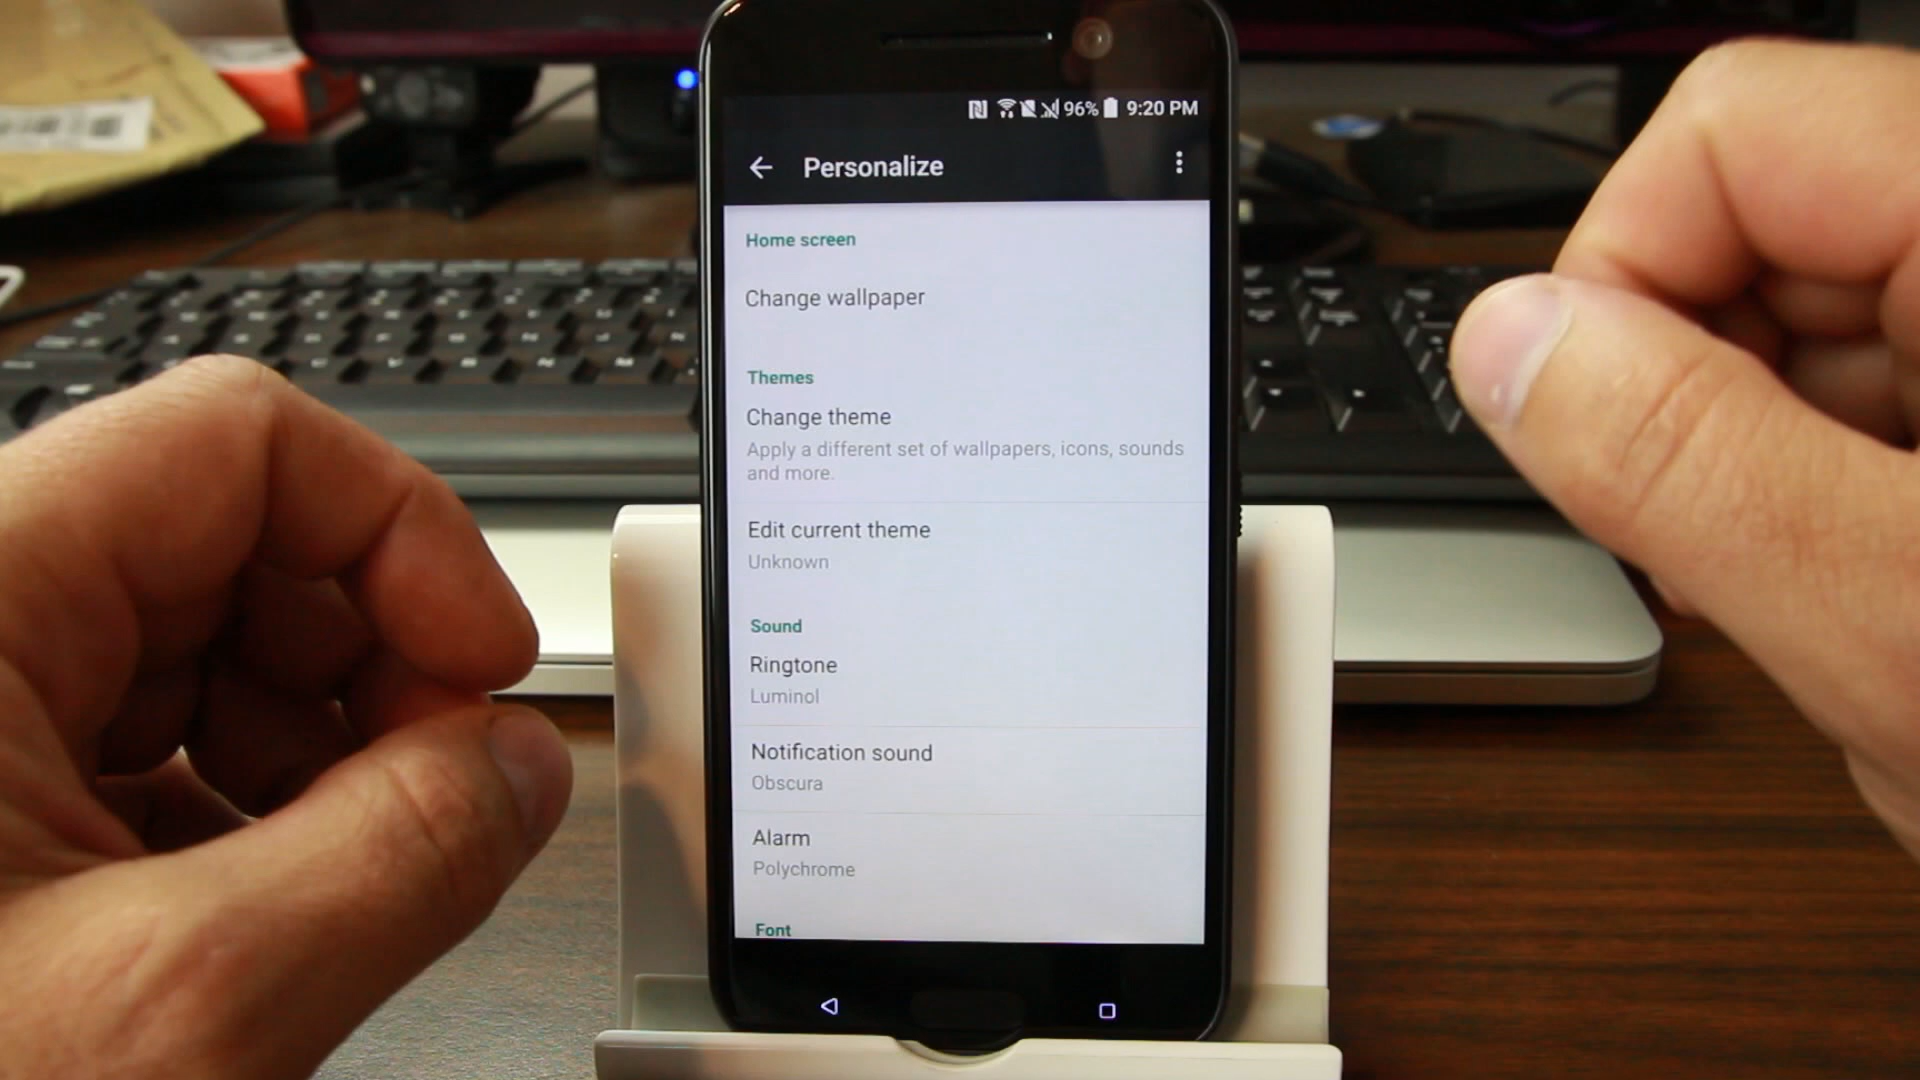 96% 9:20 PM
Personalize
Home screen
Change wallpaper
Themes
Change theme
Apply a different set of wallpapers, icons, sounds
and more.
Edit current theme
Unknown
Sound
Ringtone
Luminol
Notification sound
Obscura
Alarm
Polychrome
Font